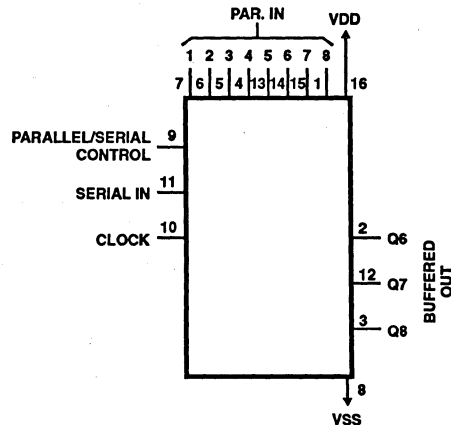 PAR. IN
VDD
1 2 3 4 5 6 7 8
7 6 5 4 13 14 15 1 16
PARALLEL/SERIAL
CONTROL
9
SERIAL IN
11
CLOCK
10
2
Q6
12
Q7
3
Q8
BUFFERED
OUT
8
VSS